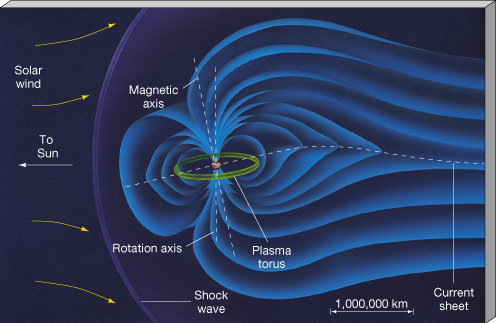 Solar
wind
Magnetic
axis
To
Sun
Rotation axis
Plasma
torus
Shock
wave
Current
sheet
1,000,000 km